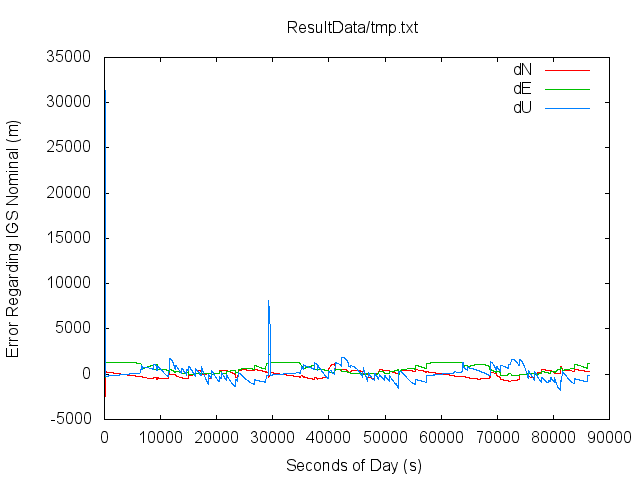 ResultData/tmp.txt
Error Regarding IGS Nominal (m)
35000
30000
25000
20000
15000
10000
5000
0
-5000
dN
dE
dU
0 10000 20000 30000 40000 50000 60000 70000 80000 90000
Seconds of Day (s)